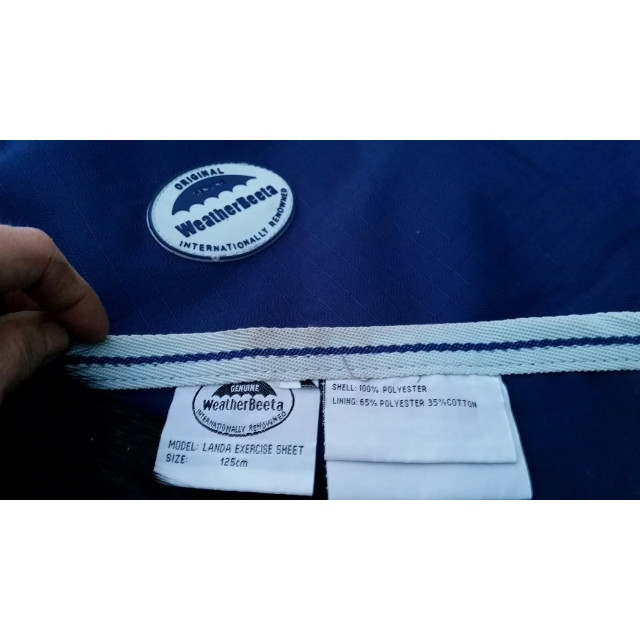 ORIGINAL
WeatherBeeta
INTERNATIONALLY RENOWNED
GENUINE
WeatherBeeta
INTERNATIONALLY RENOWNED
MODEL: LANDA EXERCISE SHEET
SIZE: 125cm
SHELL: 100% POLYESTER
LINING: 65% POLYESTER 35%COTTON